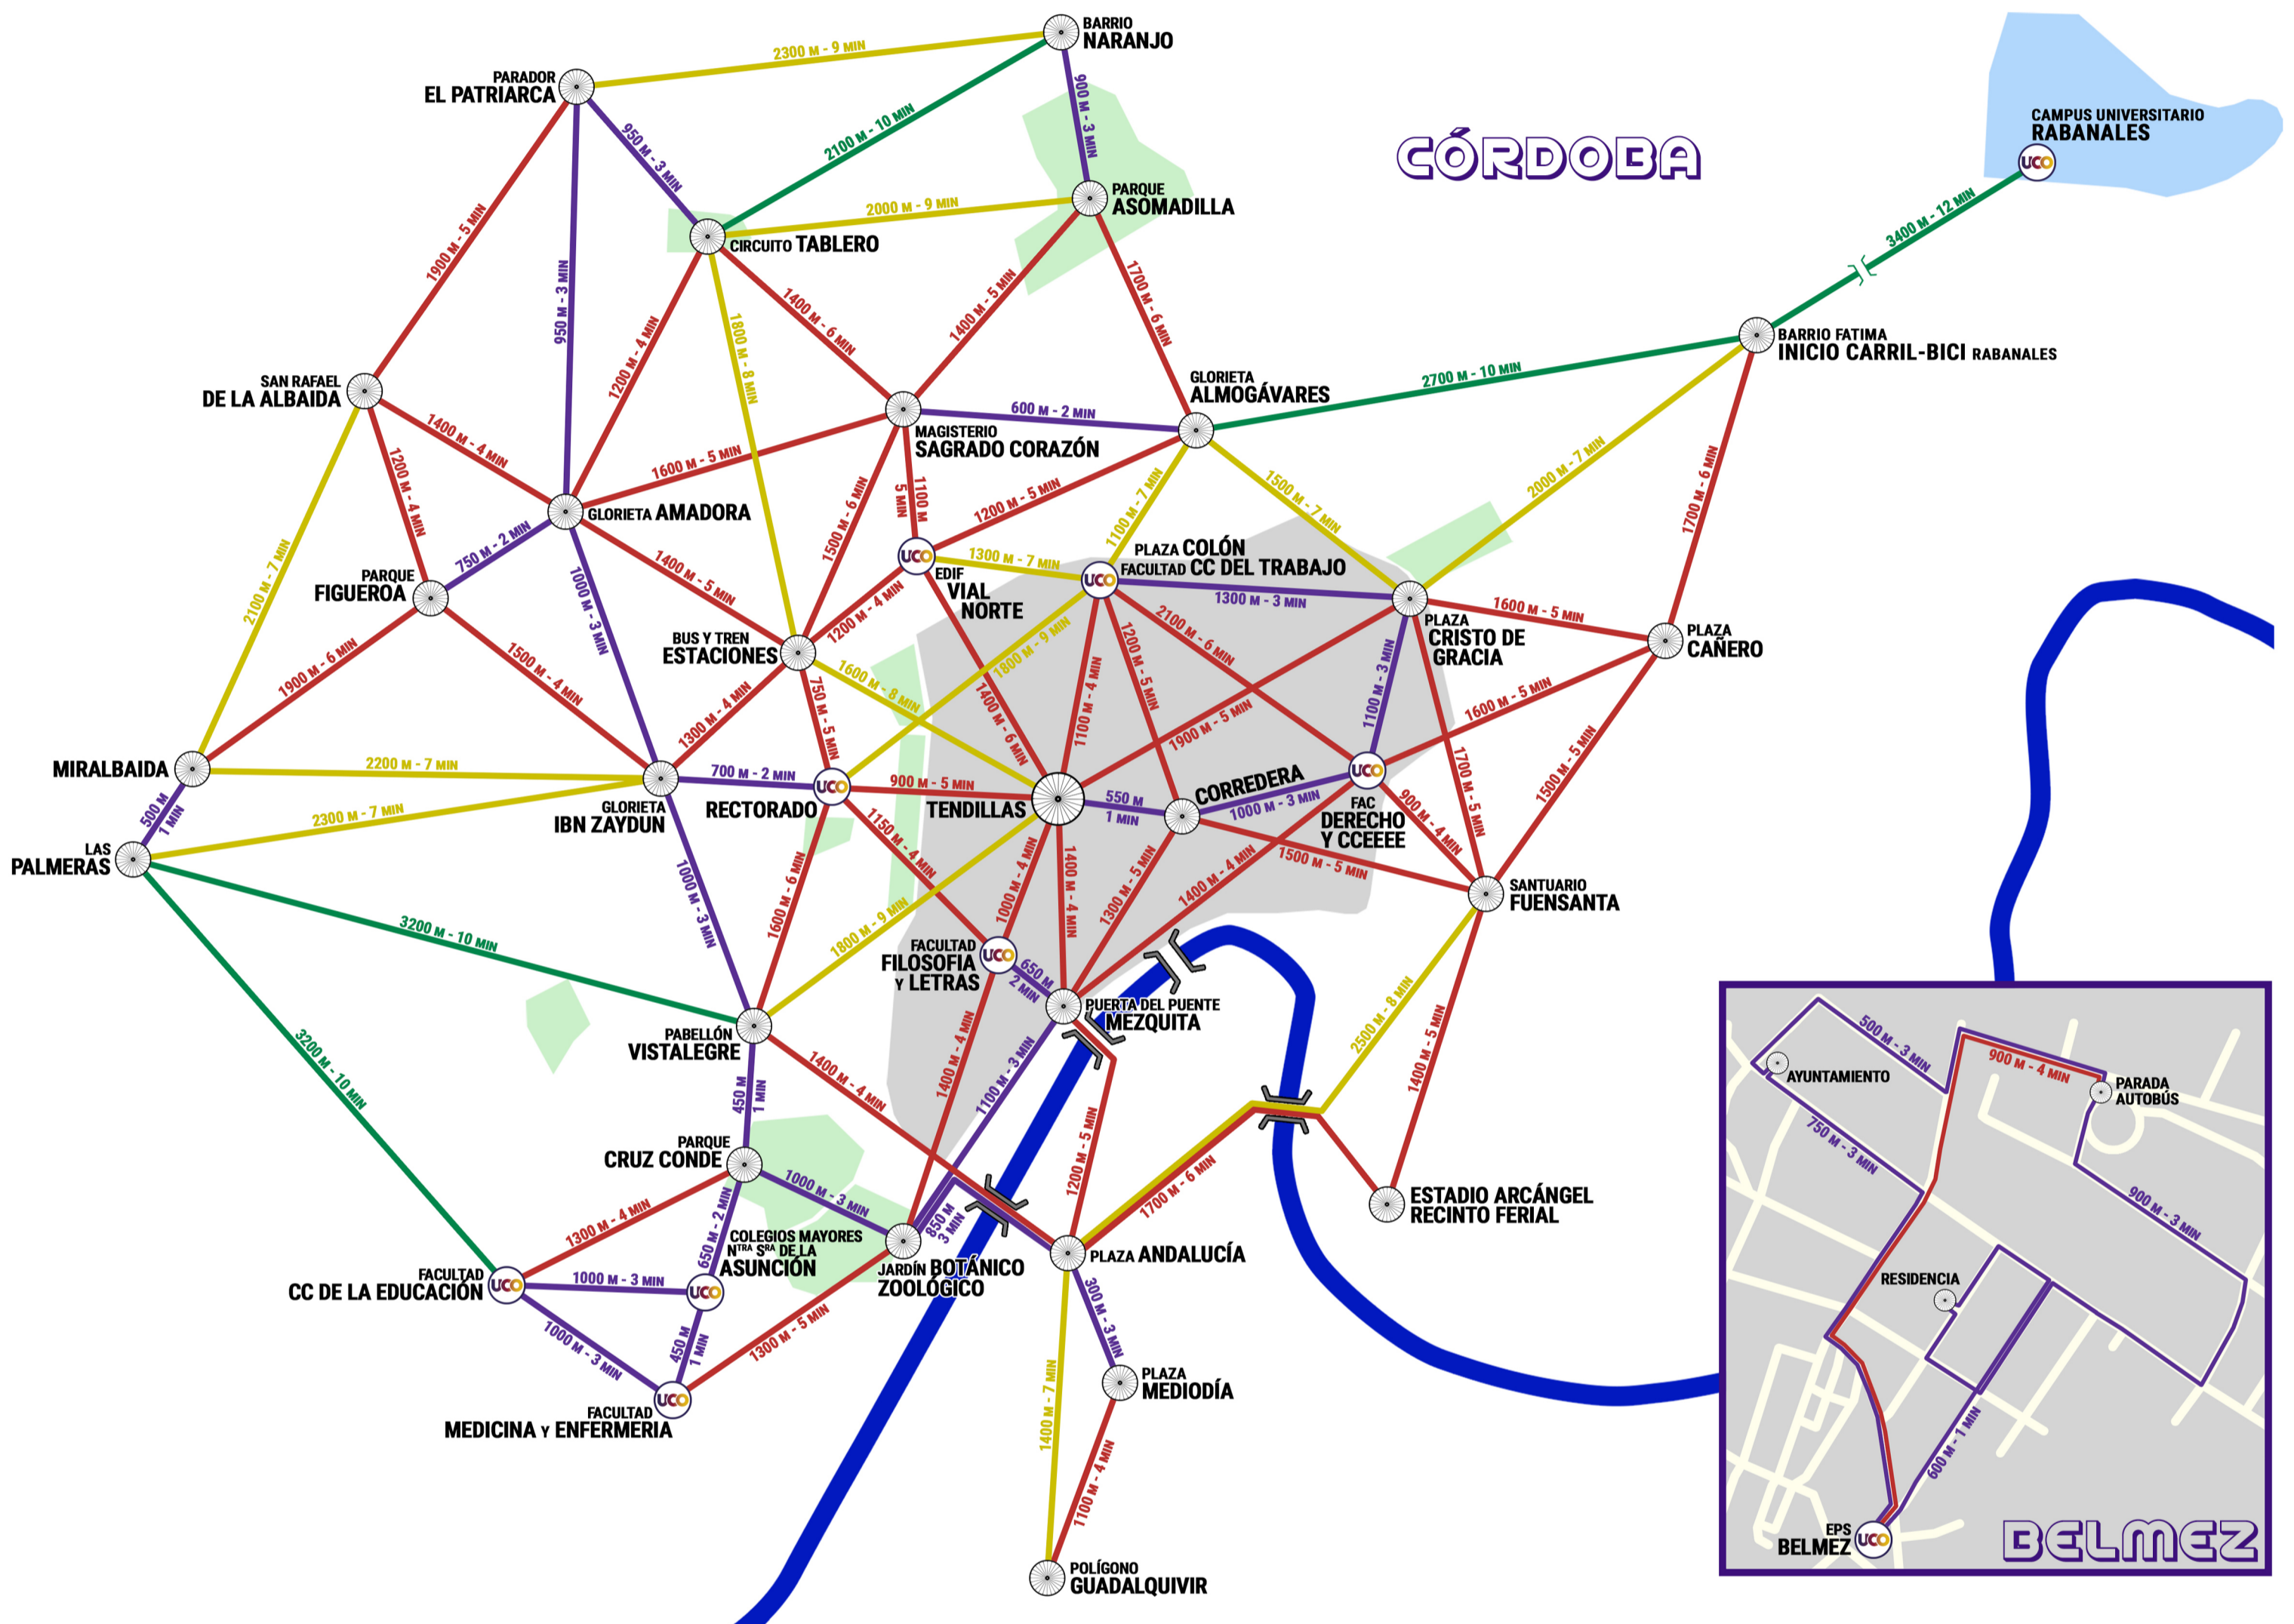 BARRIO
NARANJO
2300 M - 9 MIN
PARADOR
EL PATRIARCA
900 M - 3 MIN
2100 M - 10 MIN
950 M - 3 MIN
CÓRDOBA
CAMPUS UNIVERSITARIO
RABANALES
UCO
PARQUE
ASOMADILLA
2000 M - 9 MIN
CIRCUITO TABLERO
1900 M - 5 MIN
3400 M - 12 MIN
950 M - 3 MIN
1700 M - 6 MIN
1400 M - 6 MIN
1400 M - 5 MIN
1200 M - 4 MIN
1800 M - 8 MIN
BARRIO FATIMA
INICIO CARRIL-BICI RABANALES
SAN RAFAEL
DE LA ALBAIDA
GLORIETA
ALMOGÁVARES
2700 M - 10 MIN
600 M - 2 MIN
1400 M - 4 MIN
MAGISTERIO
SAGRADO CORAZÓN
1600 M - 5 MIN
1200 M - 4 MIN
2000 M - 7 MIN
1700 M - 6 MIN
1100 M
5 MIN
1200 M - 5 MIN
1100 M - 7 MIN
1500 M - 7 MIN
GLORIETA AMADORA
1500 M - 6 MIN
750 M - 2 MIN
2100 M - 7 MIN
1400 M - 5 MIN
1000 M - 3 MIN
UCO
1300 M - 7 MIN
EDIF
VIAL
NORTE
PLAZA COLÓN
FACULTAD CC DEL TRABAJO
UCO
1300 M - 3 MIN
PARQUE
FIGUEROA
1200 M - 4 MIN
1600 M - 5 MIN
PLAZA
CRISTO DE
GRACIA
PLAZA
CAÑERO
BUS Y TREN
ESTACIONES
1900 M - 6 MIN
1500 M - 4 MIN
1800 M - 9 MIN
2100 M - 6 MIN
1200 M - 5 MIN
1600 M - 8 MIN
1400 M - 6 MIN
1100 M - 4 MIN
1100 M - 3 MIN
1900 M - 5 MIN
1600 M - 5 MIN
1300 M - 4 MIN
750 M - 5 MIN
1700 M - 5 MIN
1500 M - 5 MIN
MIRALBAIDA
2200 M - 7 MIN
700 M - 2 MIN
UCO
RECTORADO
900 M - 5 MIN
TENDILLAS
550 M
1 MIN
CORREDERA
1000 M - 3 MIN
UCO
FAC
DERECHO
Y CCEEEE
500 M
1 MIN
2300 M - 7 MIN
GLORIETA
IBN ZAYDUN
LAS
PALMERAS
1150 M - 4 MIN
900 M - 4 MIN
1500 M - 5 MIN
1400 M - 4 MIN
1300 M - 5 MIN
1400 M - 4 MIN
1000 M - 4 MIN
SANTUARIO
FUENSANTA
1000 M - 3 MIN
1600 M - 6 MIN
1800 M - 9 MIN
3200 M - 10 MIN
FACULTAD
FILOSOFIA
Y LETRAS
UCO
650 M
2 MIN
PUERTA DEL PUENTE
MEZQUITA
PABELLÓN
VISTALEGRE
3200 M - 10 MIN
2500 M - 8 MIN
1400 M - 5 MIN
1400 M - 4 MIN
1400 M - 4 MIN
1100 M - 3 MIN
450 M
1 MIN
1200 M - 5 MIN
1700 M - 6 MIN
PARQUE
CRUZ CONDE
1000 M - 3 MIN
850 M
3 MIN
ESTADIO ARCÁNGEL
RECINTO FERIAL
1300 M - 4 MIN
650 M - 2 MIN
COLEGIOS MAYORES
NTRA SRA DE LA
ASUNCIÓN
UCO
JARDÍN BOTÁNICO
ZOOLÓGICO
PLAZA ANDALUCÍA
FACULTAD
CC DE LA EDUCACIÓN
UCO
1000 M - 3 MIN
1000 M - 3 MIN
450 M
1 MIN
1300 M - 5 MIN
300 M - 3 MIN
PLAZA
MEDIODÍA
FACULTAD
MEDICINA Y ENFERMERIA
UCO
1400 M - 7 MIN
1100 M - 4 MIN
POLÍGONO
GUADALQUIVIR
500 M - 3 MIN
900 M - 4 MIN
AYUNTAMIENTO
PARADA
AUTOBÚS
750 M - 3 MIN
900 M - 3 MIN
RESIDENCIA
600 M - 1 MIN
EPS
BELMEZ
UCO
BELMEZ